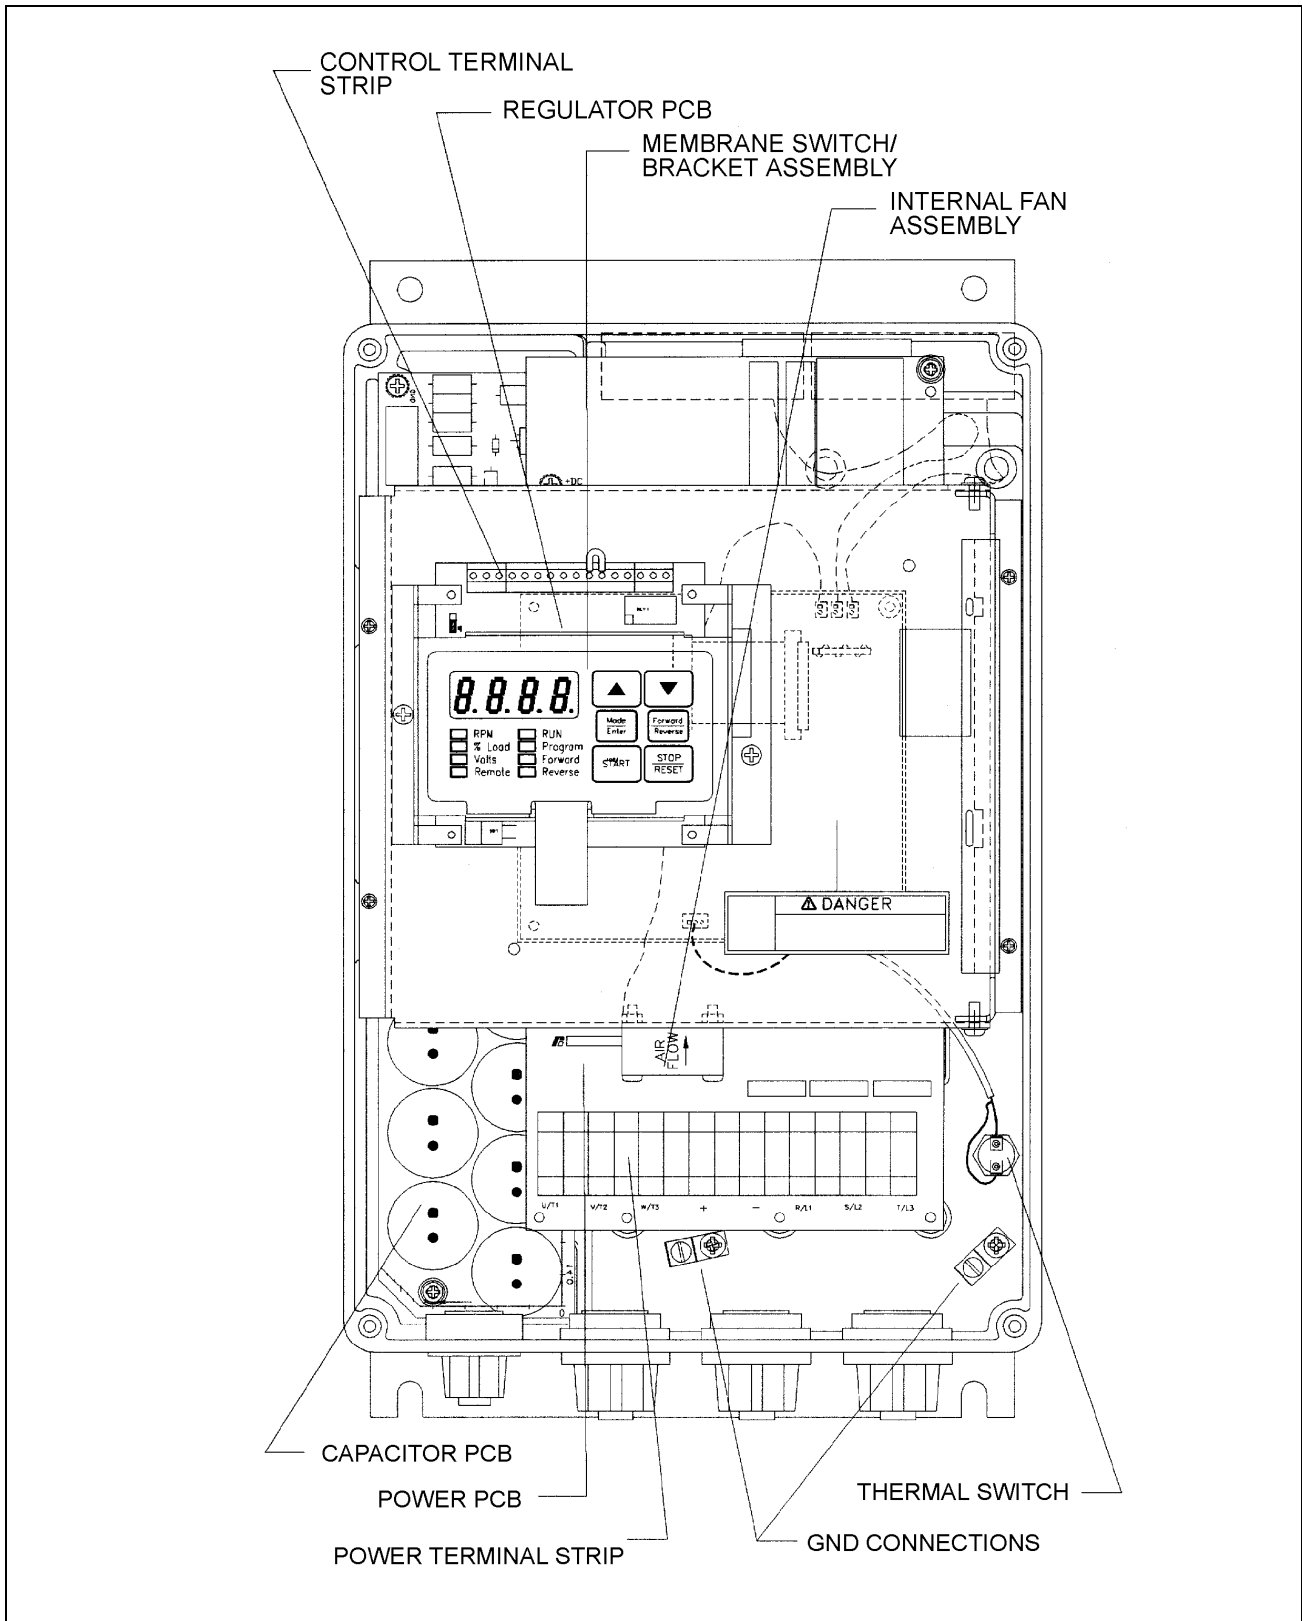 CONTROL TERMINAL
STRIP
REGULATOR PCB
MEMBRANE SWITCH/
BRACKET ASSEMBLY
INTERNAL FAN
ASSEMBLY
GND
+DC
8.8.8.8.
RPM
% Load
Volts
Remote
RUN
Program
Forward
Reverse
Mode
Enter
Forward
Reverse
START
STOP
RESET
⚠ DANGER
AIR
FLOW
U/T1
V/T2
W/T3
+
−
R/L1
S/L2
T/L3
CAPACITOR PCB
POWER PCB
POWER TERMINAL STRIP
THERMAL SWITCH
GND CONNECTIONS